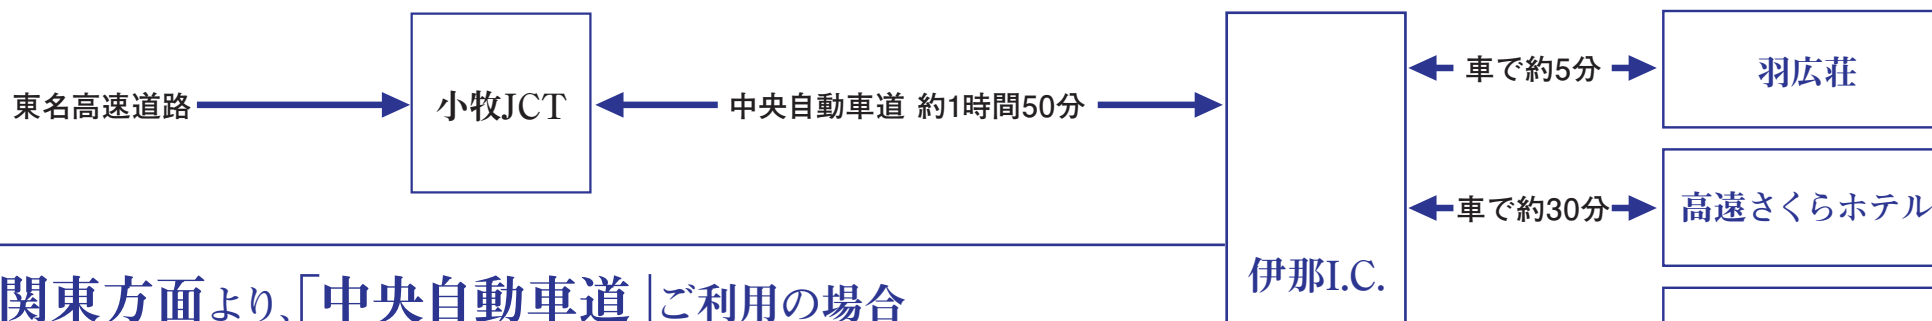 東名高速道路
小牧JCT
中央自動車道 約1時間50分
車で約5分
羽広荘
車で約30分
高遠さくらホテル
伊那I.C.
関東方面より、「中央自動車道」ご利用の場合